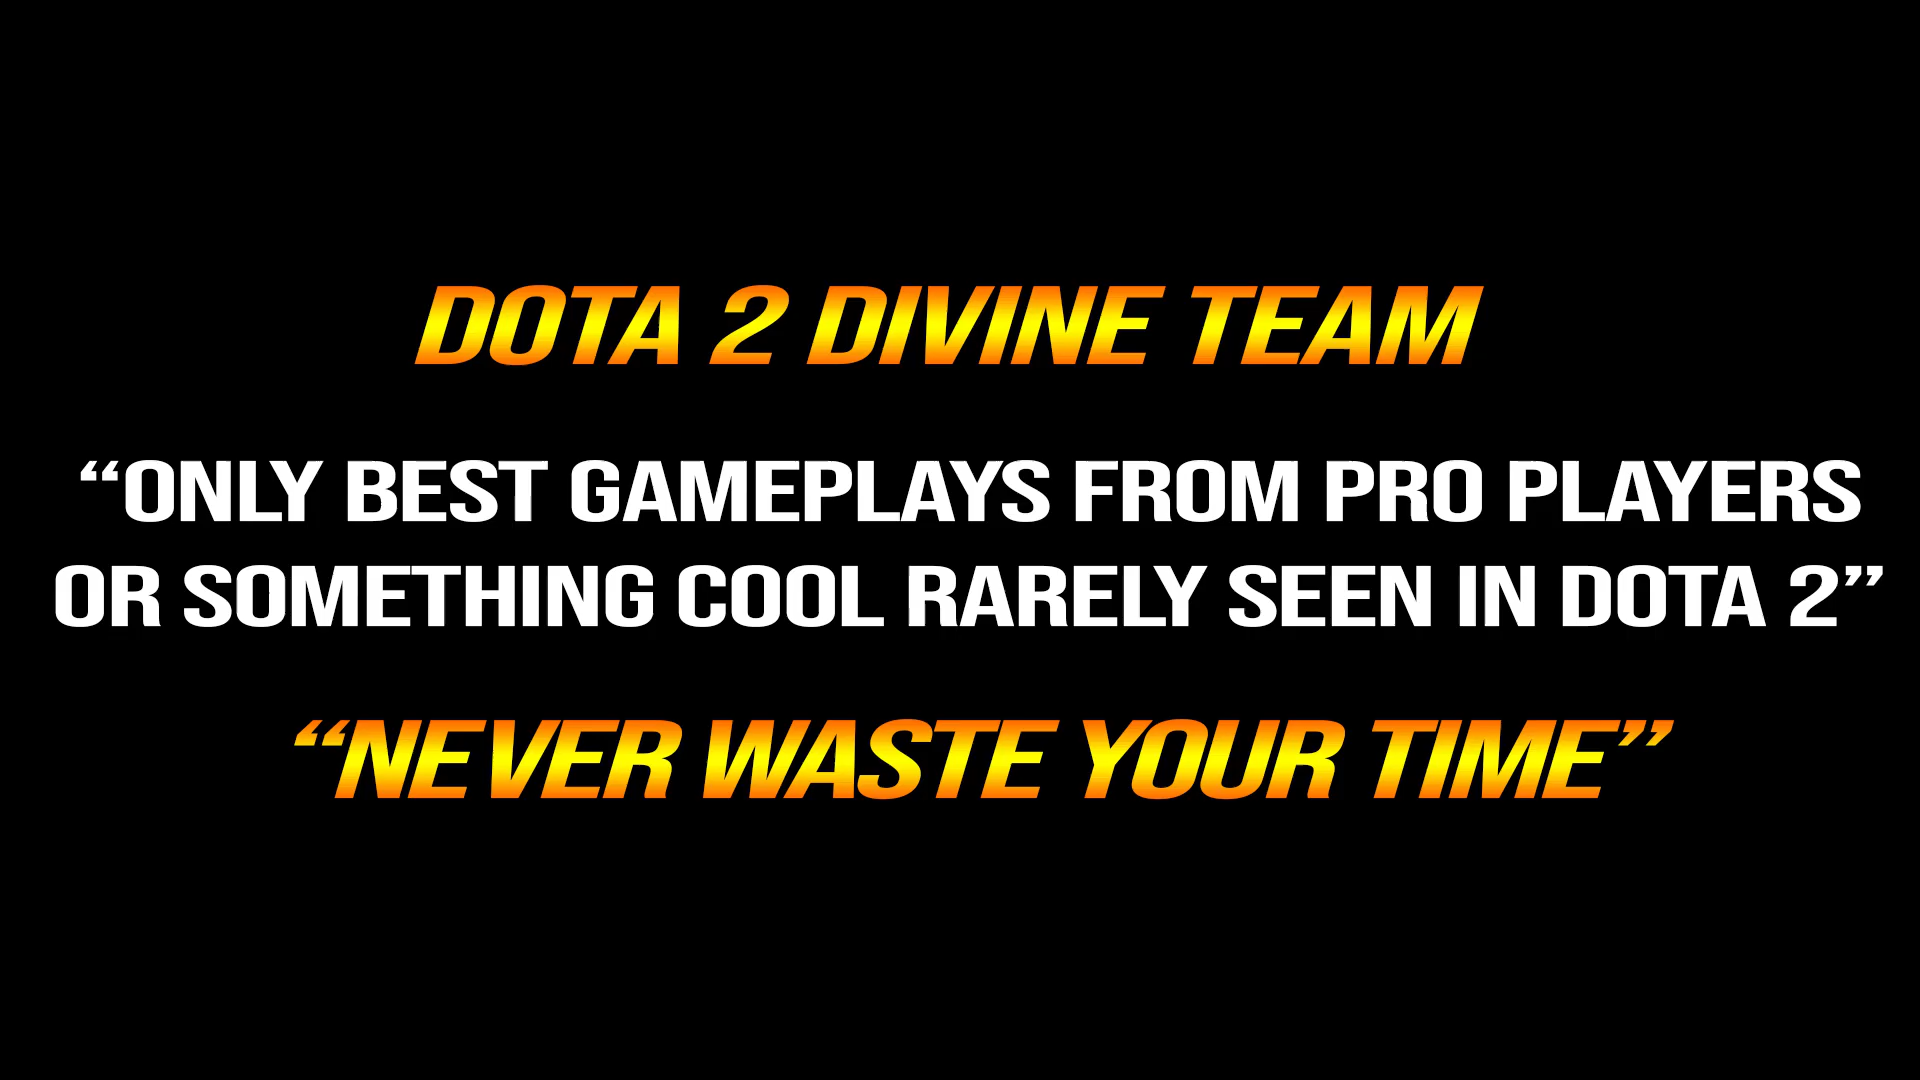 DOTA 2 DIVINE TEAM
“ONLY BEST GAMEPLAYS FROM PRO PLAYERS
OR SOMETHING COOL RARELY SEEN IN DOTA 2”
“NEVER WASTE YOUR TIME”